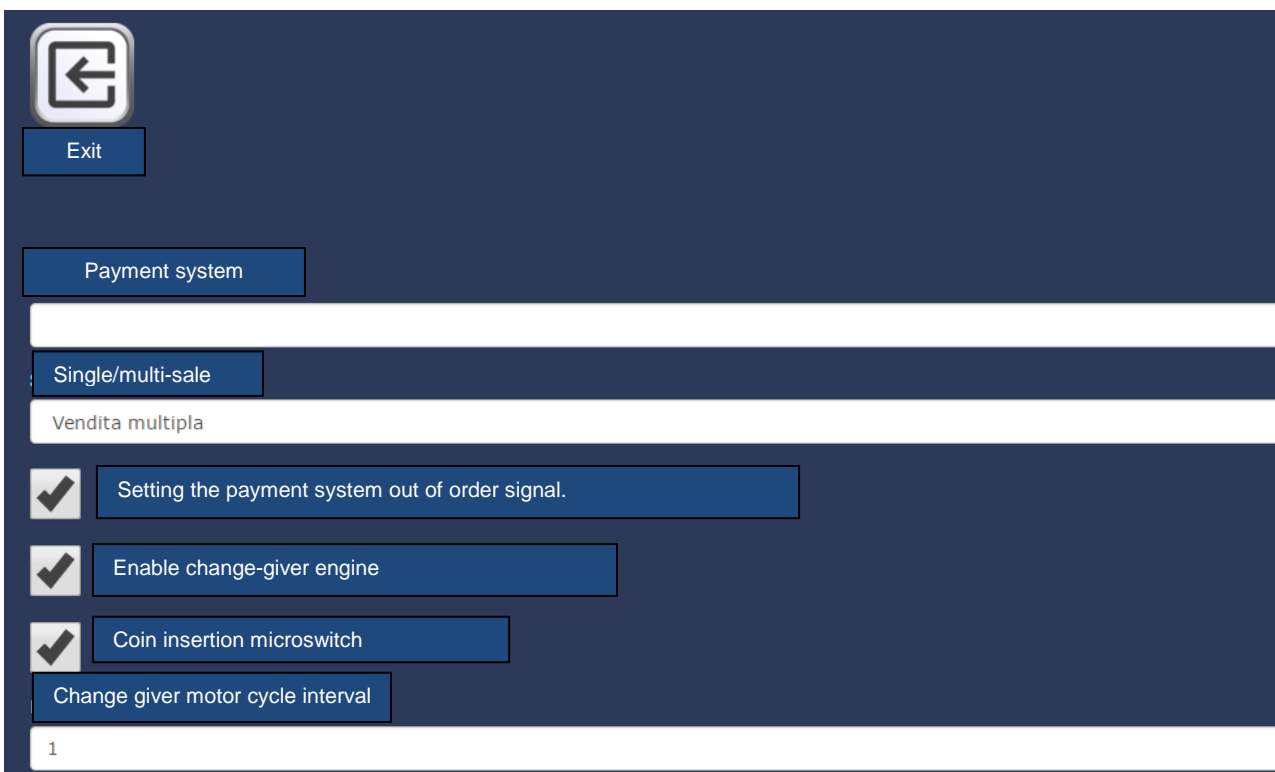 Exit
Payment system
Single/multi-sale
Vendita multipla
Setting the payment system out of order signal.
Enable change-giver engine
Coin insertion microswitch
Change giver motor cycle interval
1